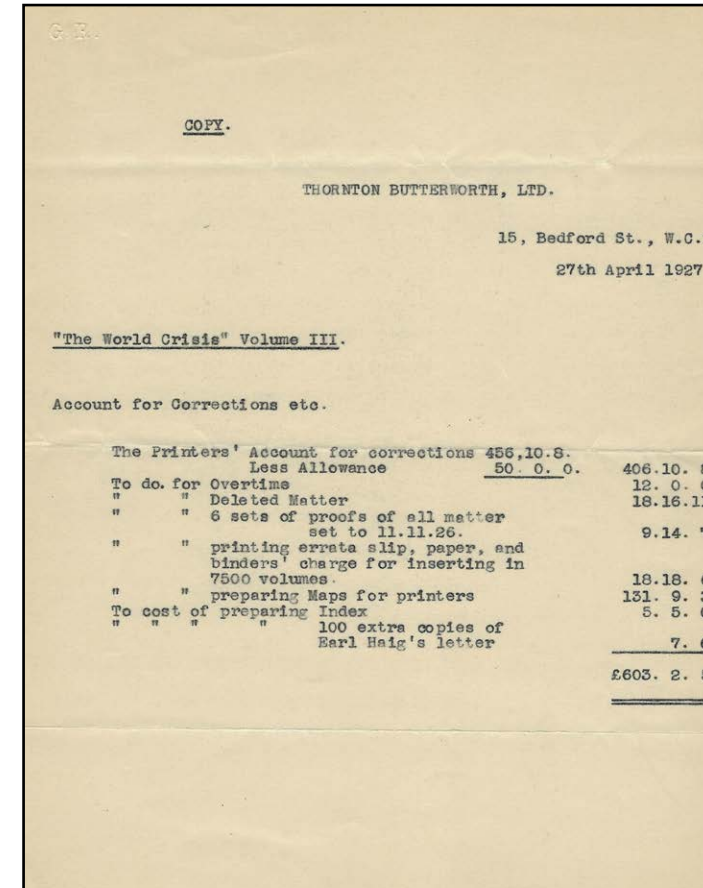 G R.
COPY.
THORNTON BUTTERWORTH, LTD.
15, Bedford St., W.C.
27th April 1927
"The World Crisis" Volume III.
Account for Corrections etc.
The Printers' Account for corrections 456,10.8.
Less Allowance 50. 0. 0. 406.10. 8
To do. for Overtime 12. 0.
" " Deleted Matter 18.16.11
" " 6 sets of proofs of all matter
set to 11.11.26. 9.14.
" " printing errata slip, paper, and
binders' charge for inserting in
7500 volumes. 18.18.
" " preparing Maps for printers 131. 9.
To cost of preparing Index 5. 5.
" " " " 100 extra copies of
Earl Haig's letter 7.
£603. 2.